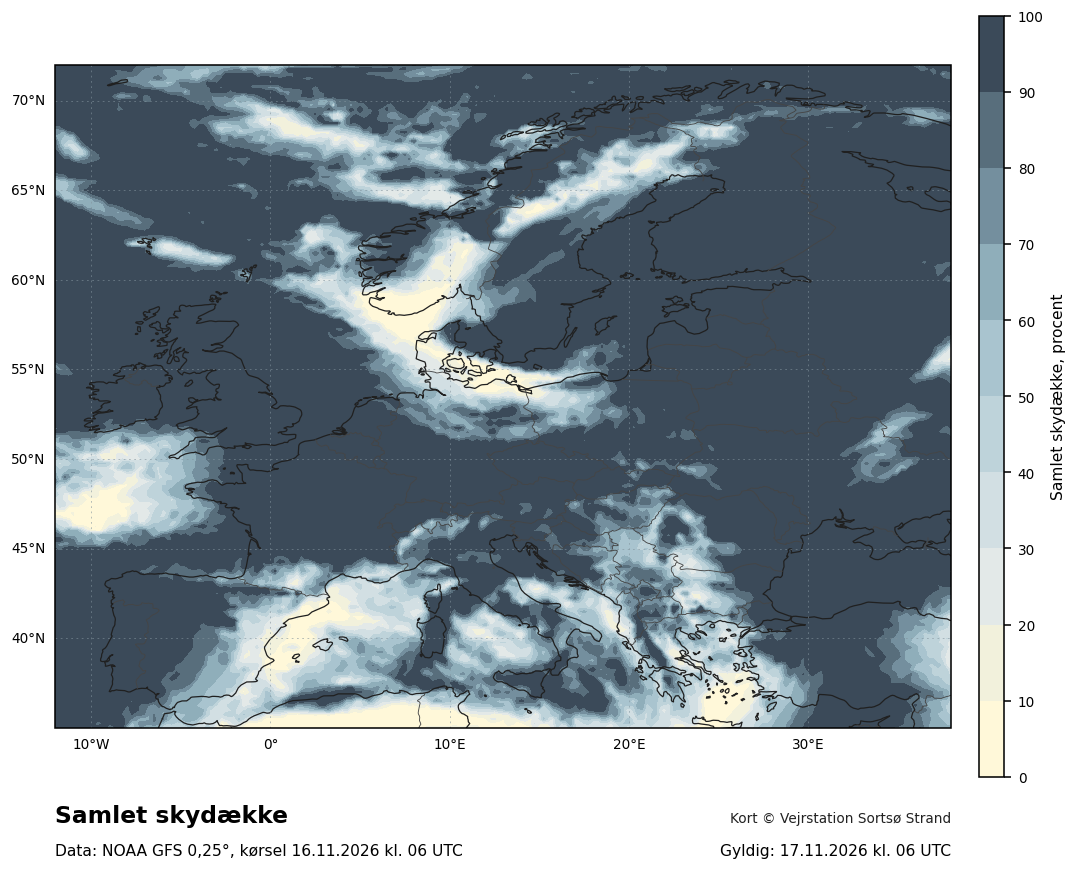 70°N
65°N
60°N
55°N
50°N
45°N
40°N
10°W
0°
10°E
20°E
30°E
100
90
80
70
60
50
40
30
20
10
0
Samlet skydække, procent
Samlet skydække
Kort © Vejrstation Sortsø Strand
Data: NOAA GFS 0,25°, kørsel 16.11.2026 kl. 06 UTC
Gyldig: 17.11.2026 kl. 06 UTC